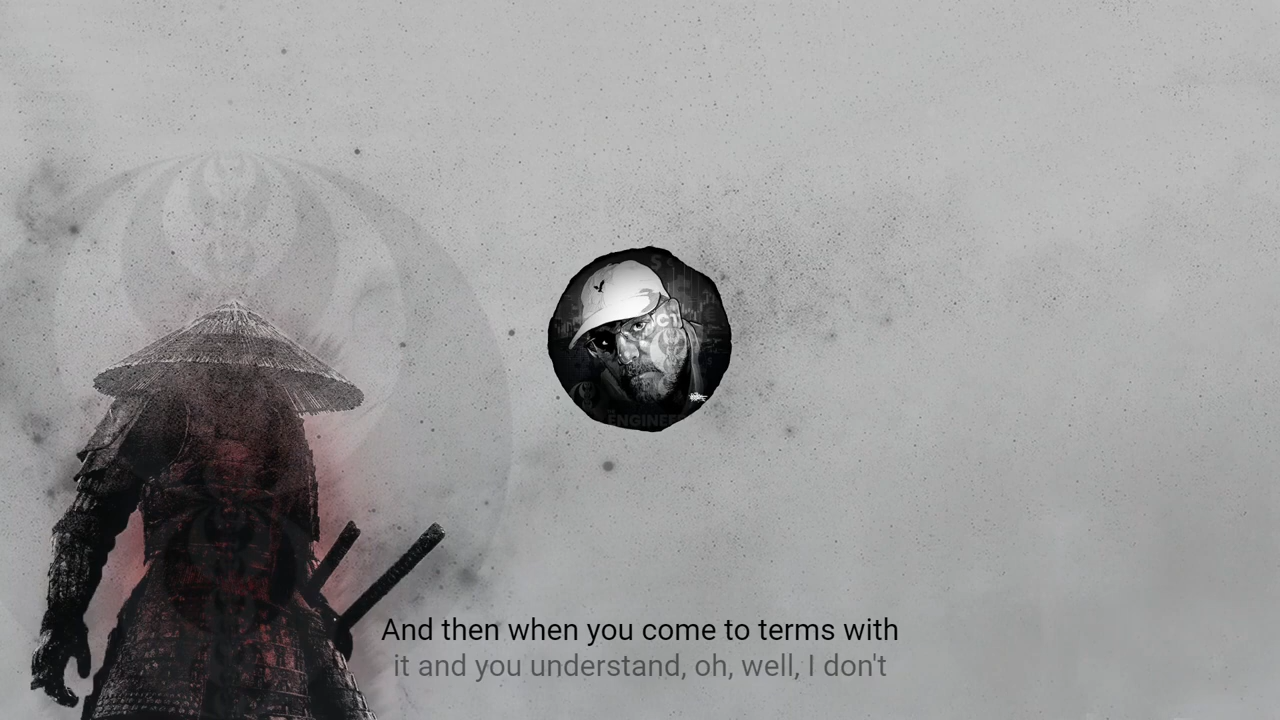 And then when you come to terms with
it and you understand, oh, well, I don't